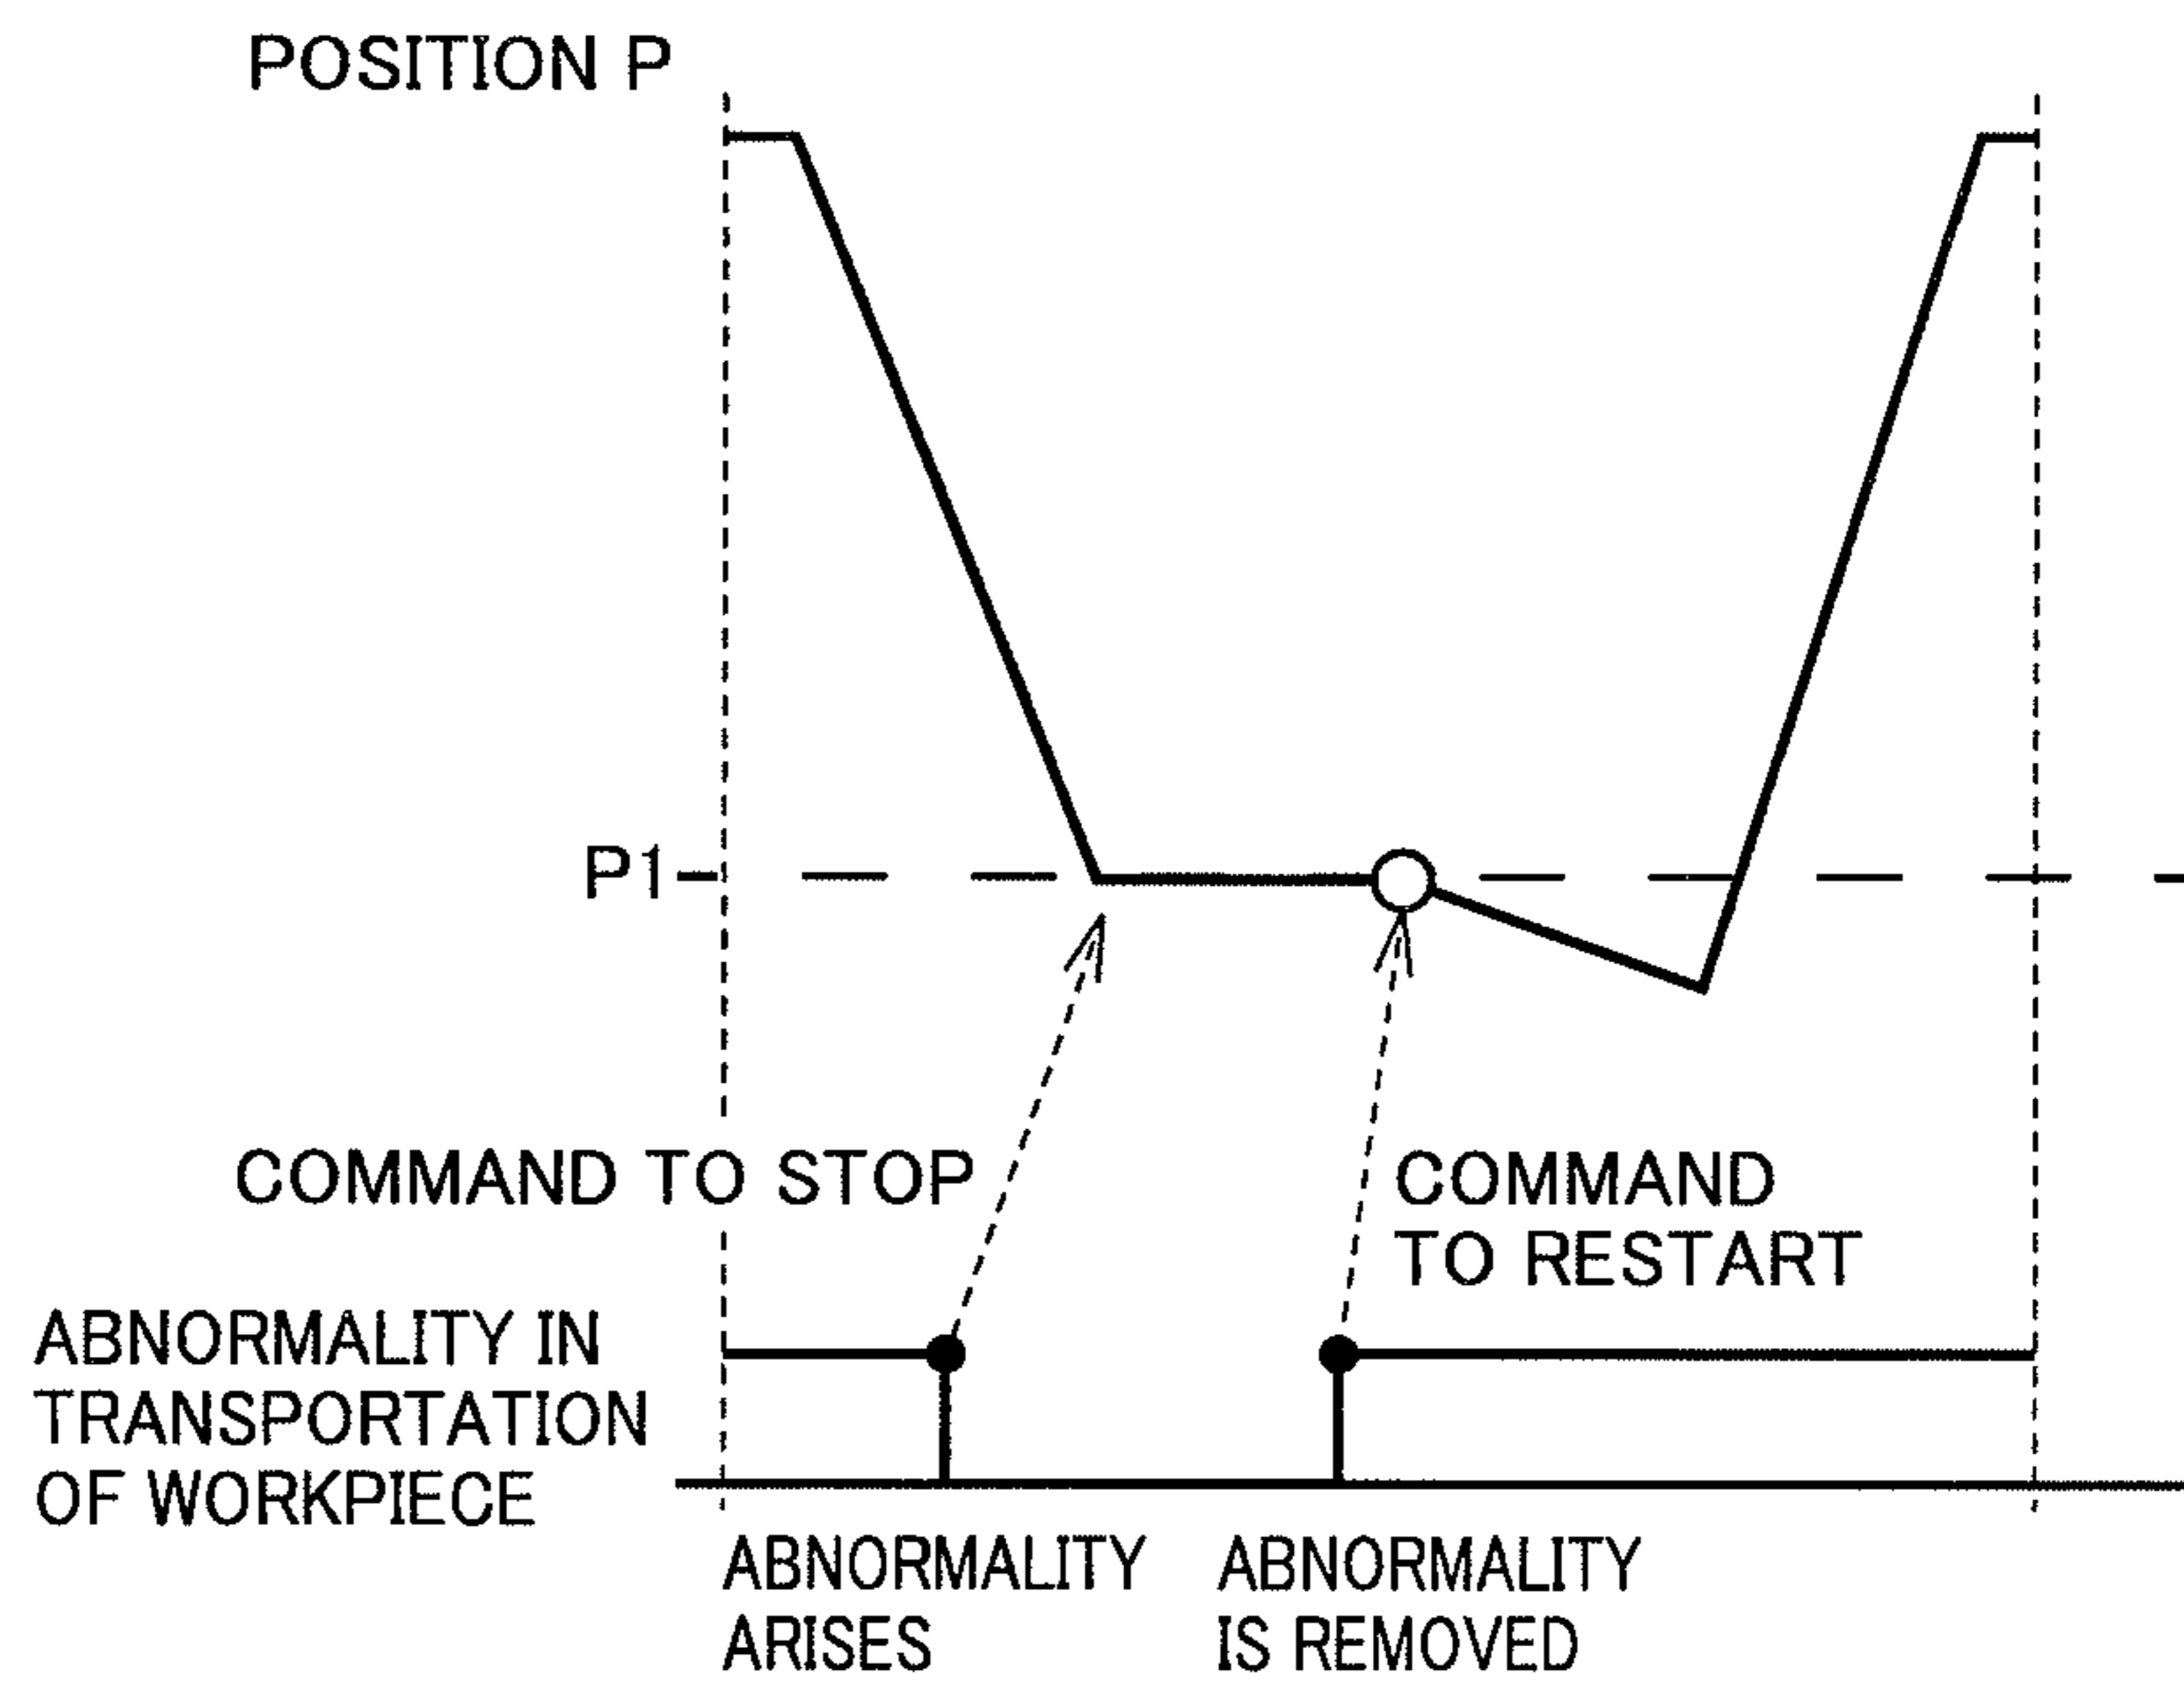 POSITION P
P1
COMMAND TO STOP
COMMAND
TO RESTART
ABNORMALITY IN
TRANSPORTATION
OF WORKPIECE
ABNORMALITY
ARISES
ABNORMALITY
IS REMOVED